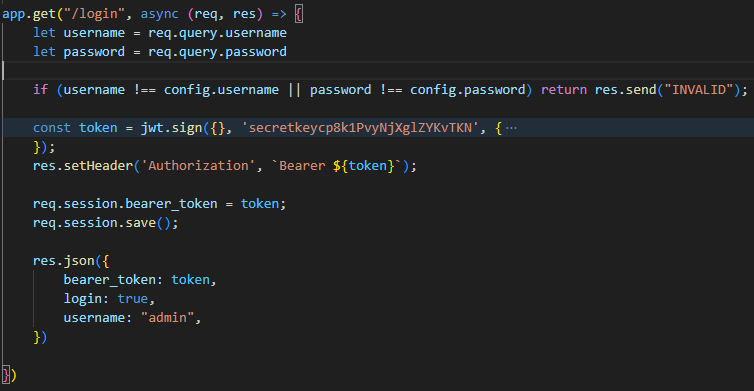 app.get("/login", async (req, res) => {
    let username = req.query.username
    let password = req.query.password
    if (username !== config.username || password !== config.password) return res.send("INVALID");
    const token = jwt.sign({}, 'secretkeycp8k1PvyNjXglZYKvTKN', { ⋯
    });
    res.setHeader('Authorization', `Bearer ${token}`);
    req.session.bearer_token = token;
    req.session.save();
    res.json({
        bearer_token: token,
        login: true,
        username: "admin",
    })
})